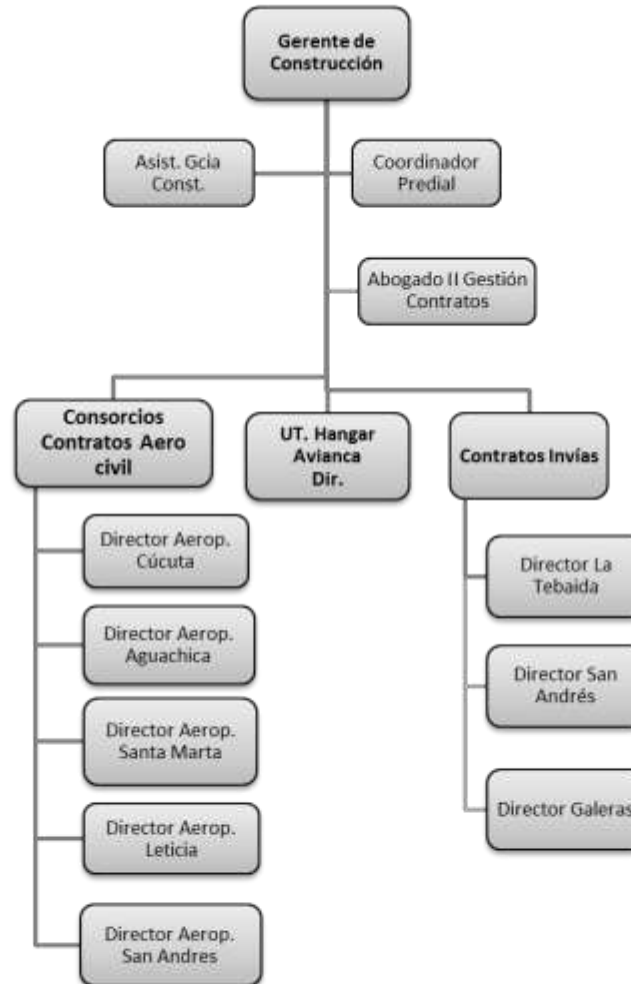 Gerente de
Construcción
Asist. Gcia
Const.
Coordinador
Predial
Abogado II Gestión
Contratos
Consorcios
Contratos Aero
civil
UT. Hangar
Avianca
Dir.
Contratos Invías
Director Aerop.
Cúcuta
Director Aerop.
Aguachica
Director Aerop.
Santa Marta
Director Aerop.
Leticia
Director Aerop.
San Andres
Director La
Tebaida
Director San
Andrés
Director Galeras